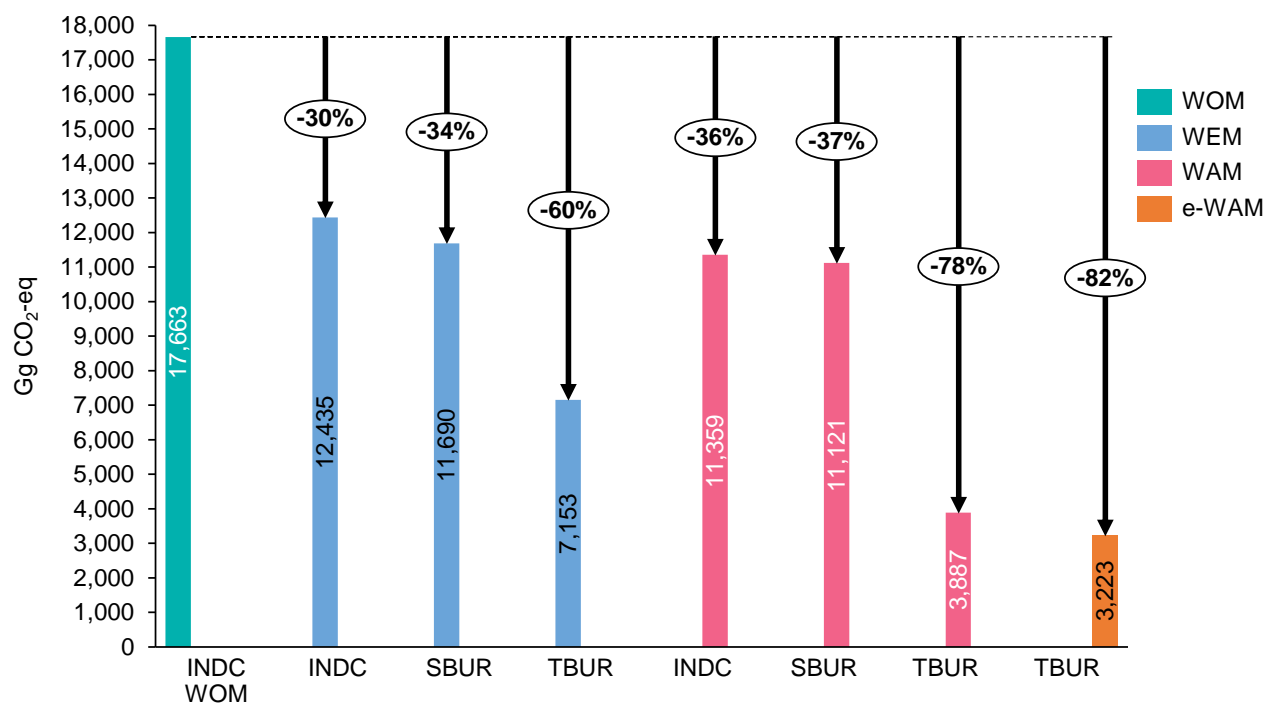 18,000
17,000
16,000
15,000
14,000
13,000
12,000
11,000
10,000
9,000
8,000
7,000
6,000
5,000
4,000
3,000
2,000
1,000
0
Gg CO₂-eq
17,663
12,435
11,690
7,153
11,359
11,121
3,887
3,223
-30%
-34%
-60%
-36%
-37%
-78%
-82%
INDC WOM
INDC
SBUR
TBUR
INDC
SBUR
TBUR
TBUR
WOM
WEM
WAM
e-WAM